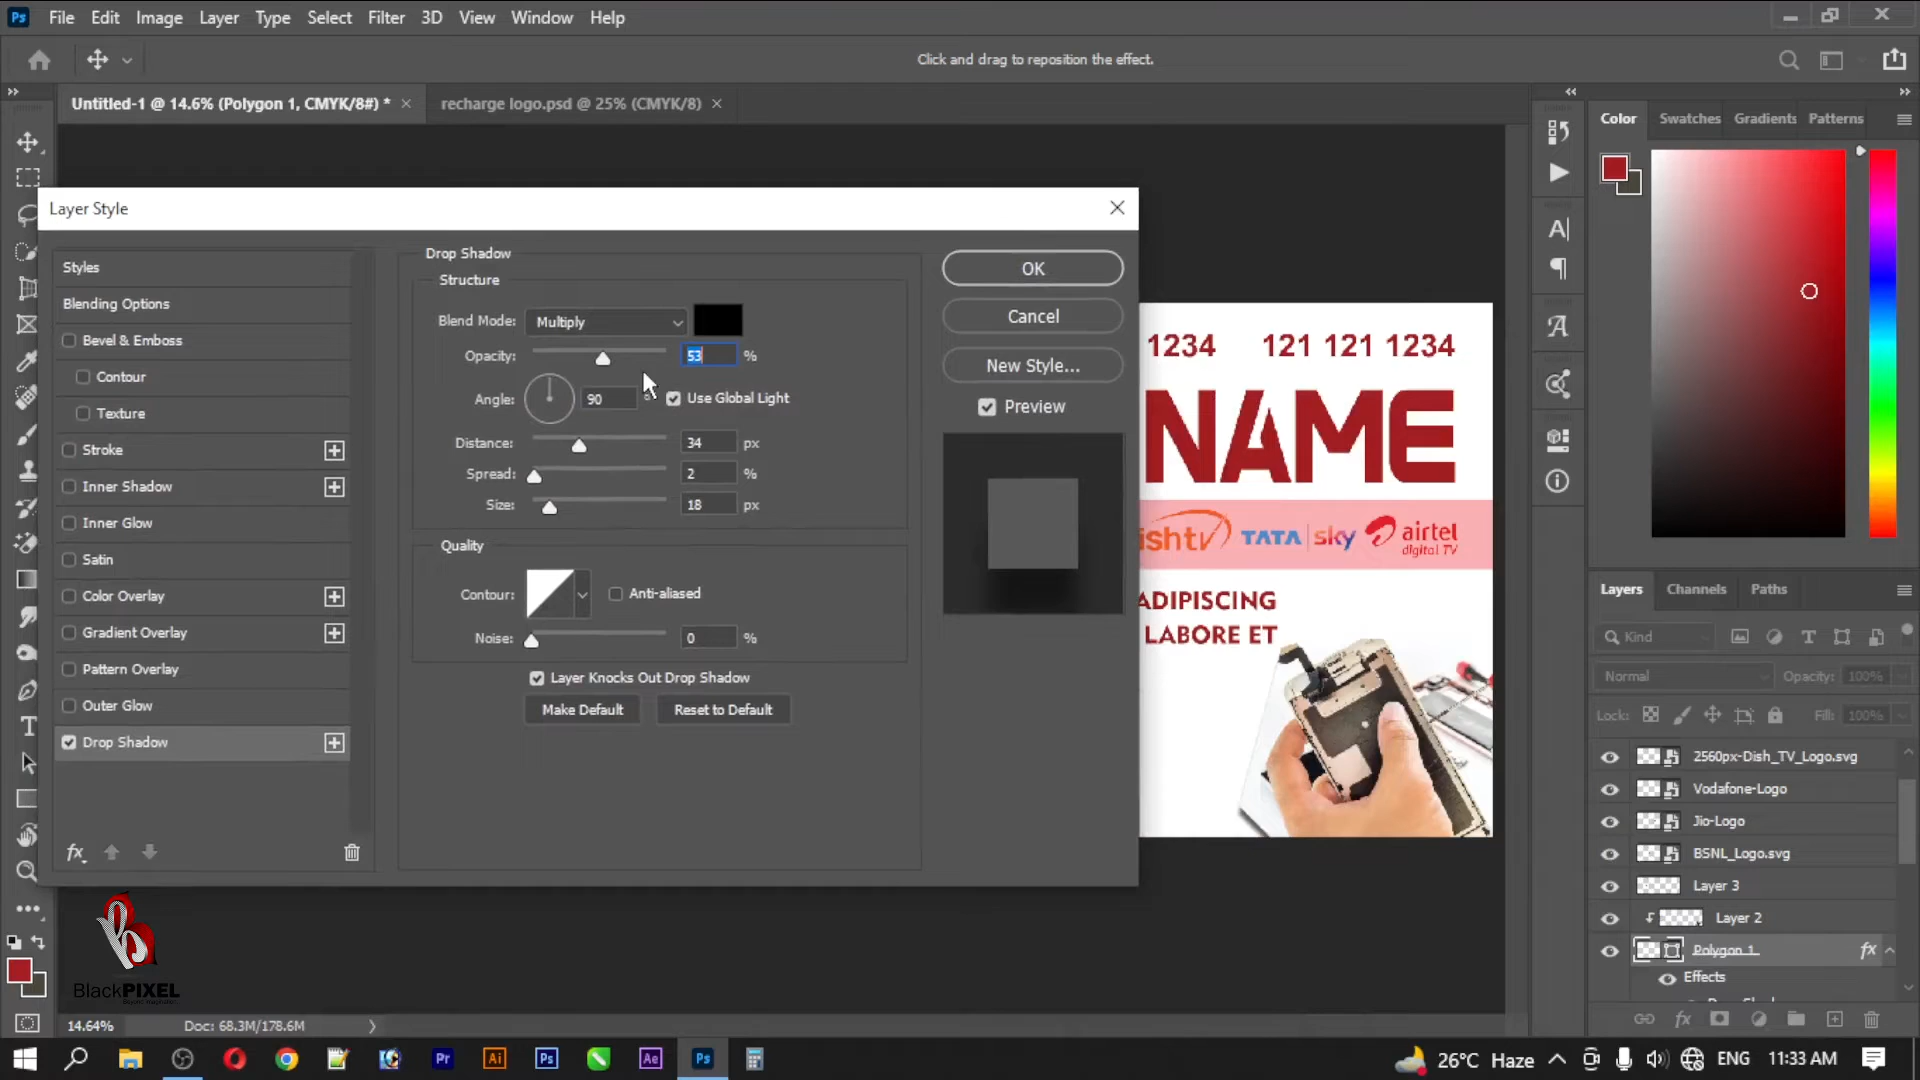 Ps File Edit Image Layer Type Select Filter 3D View Window Help
Click and drag to reposition the effect.
Untitled-1 @ 14.6% (Polygon 1, CMYK/8#) * ×
recharge logo.psd @ 25% (CMYK/8) ×
Color Swatches Gradients Patterns
Layer Style
Styles
Blending Options
Bevel & Emboss
Contour
Texture
Stroke
Inner Shadow
Inner Glow
Satin
Color Overlay
Gradient Overlay
Pattern Overlay
Outer Glow
Drop Shadow
fx
Drop Shadow
Structure
Blend Mode: Multiply
Opacity: 53 %
Angle: 90 ° Use Global Light
Distance: 34 px
Spread: 2 %
Size: 18 px
Quality
Contour: Anti-aliased
Noise: 0 %
Layer Knocks Out Drop Shadow
Make Default Reset to Default
OK
Cancel
New Style...
Preview
1234 121 121 1234
NAME
ishtv TATA sky airtel
digital TV
ADIPISCING
LABORE ET
Layers Channels Paths
Kind
Normal Opacity: 100%
Lock: Fill: 100%
2560px-Dish_TV_Logo.svg
Vodafone-Logo
Jio-Logo
BSNL_Logo.svg
Layer 3
Layer 2
Polygon 1 fx
Effects
BlackPIXEL
14.64% Doc: 68.3M/178.6M
Pr Ai Ps Ae Ps
26°C Haze ENG 11:33 AM